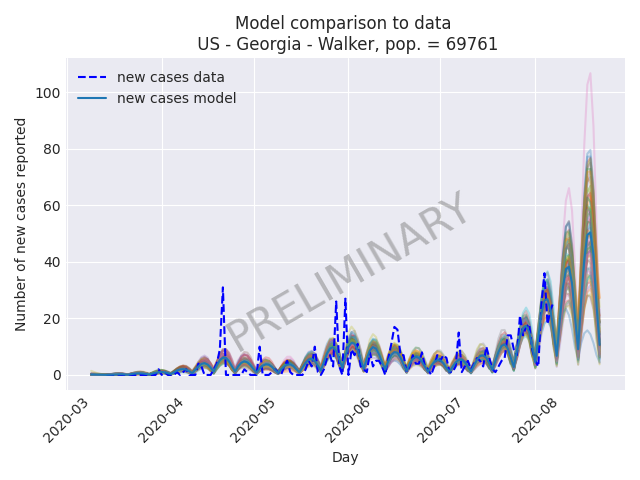 Model comparison to data
US - Georgia - Walker, pop. = 69761
new cases data
new cases model
PRELIMINARY
Number of new cases reported
100
80
60
40
20
0
2020-03
2020-04
2020-05
2020-06
2020-07
2020-08
Day